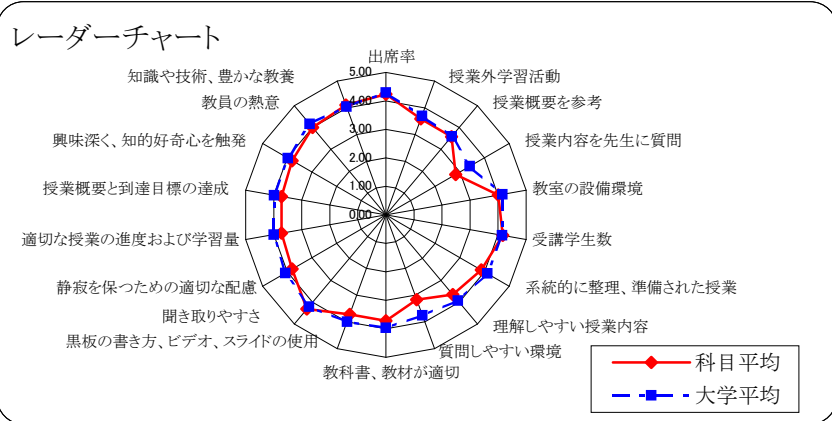 レーダーチャート
出席率
授業外学習活動
授業概要を参考
授業内容を先生に質問
教室の設備環境
受講学生数
系統的に整理、準備された授業
理解しやすい授業内容
質問しやすい環境
教科書、教材が適切
黒板の書き方、ビデオ、スライドの使用
聞き取りやすさ
静寂を保つための適切な配慮
適切な授業の進度および学習量
授業概要と到達目標の達成
興味深く、知的好奇心を触発
教員の熱意
知識や技術、豊かな教養
5.00
4.00
3.00
2.00
1.00
0.00
科目平均
大学平均